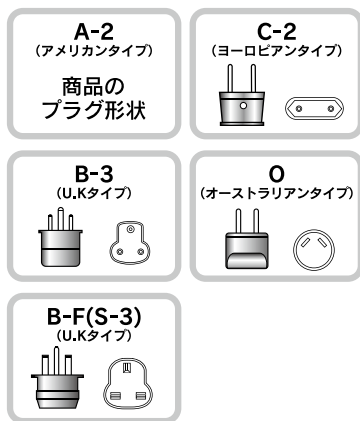 A-2
(アメリカンタイプ)
商品の
プラグ形状
C-2
(ヨーロピアンタイプ)
B-3
(U.Kタイプ)
O
(オーストラリアンタイプ)
B-F(S-3)
(U.Kタイプ)